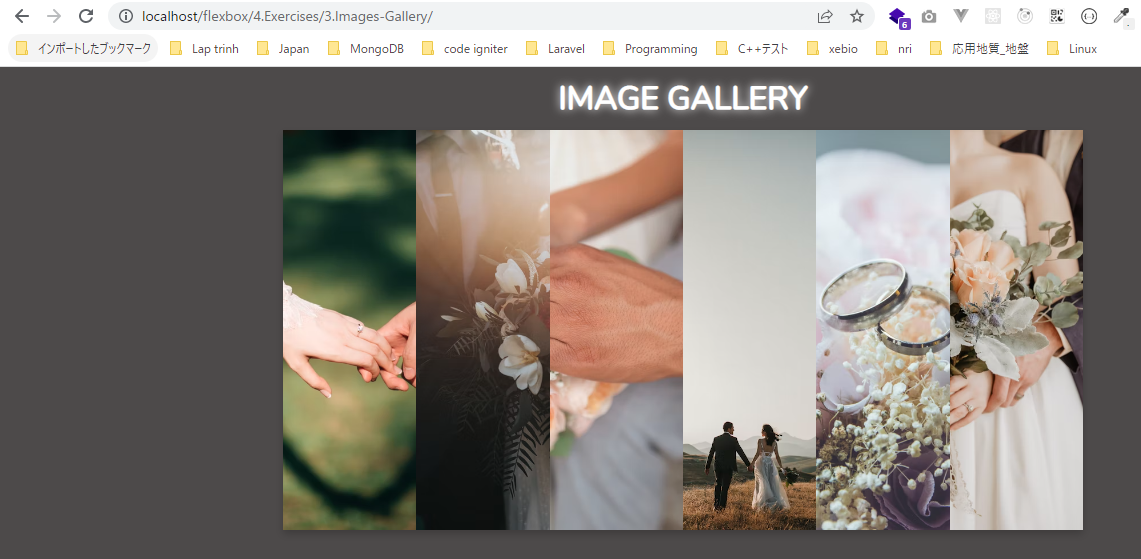 localhost/flexbox/4.Exercises/3.Images-Gallery/
6
インポートしたブックマーク Lap trinh Japan MongoDB code igniter Laravel Programming C++テスト xebio nri 応用地質_地盤 Linux
IMAGE GALLERY